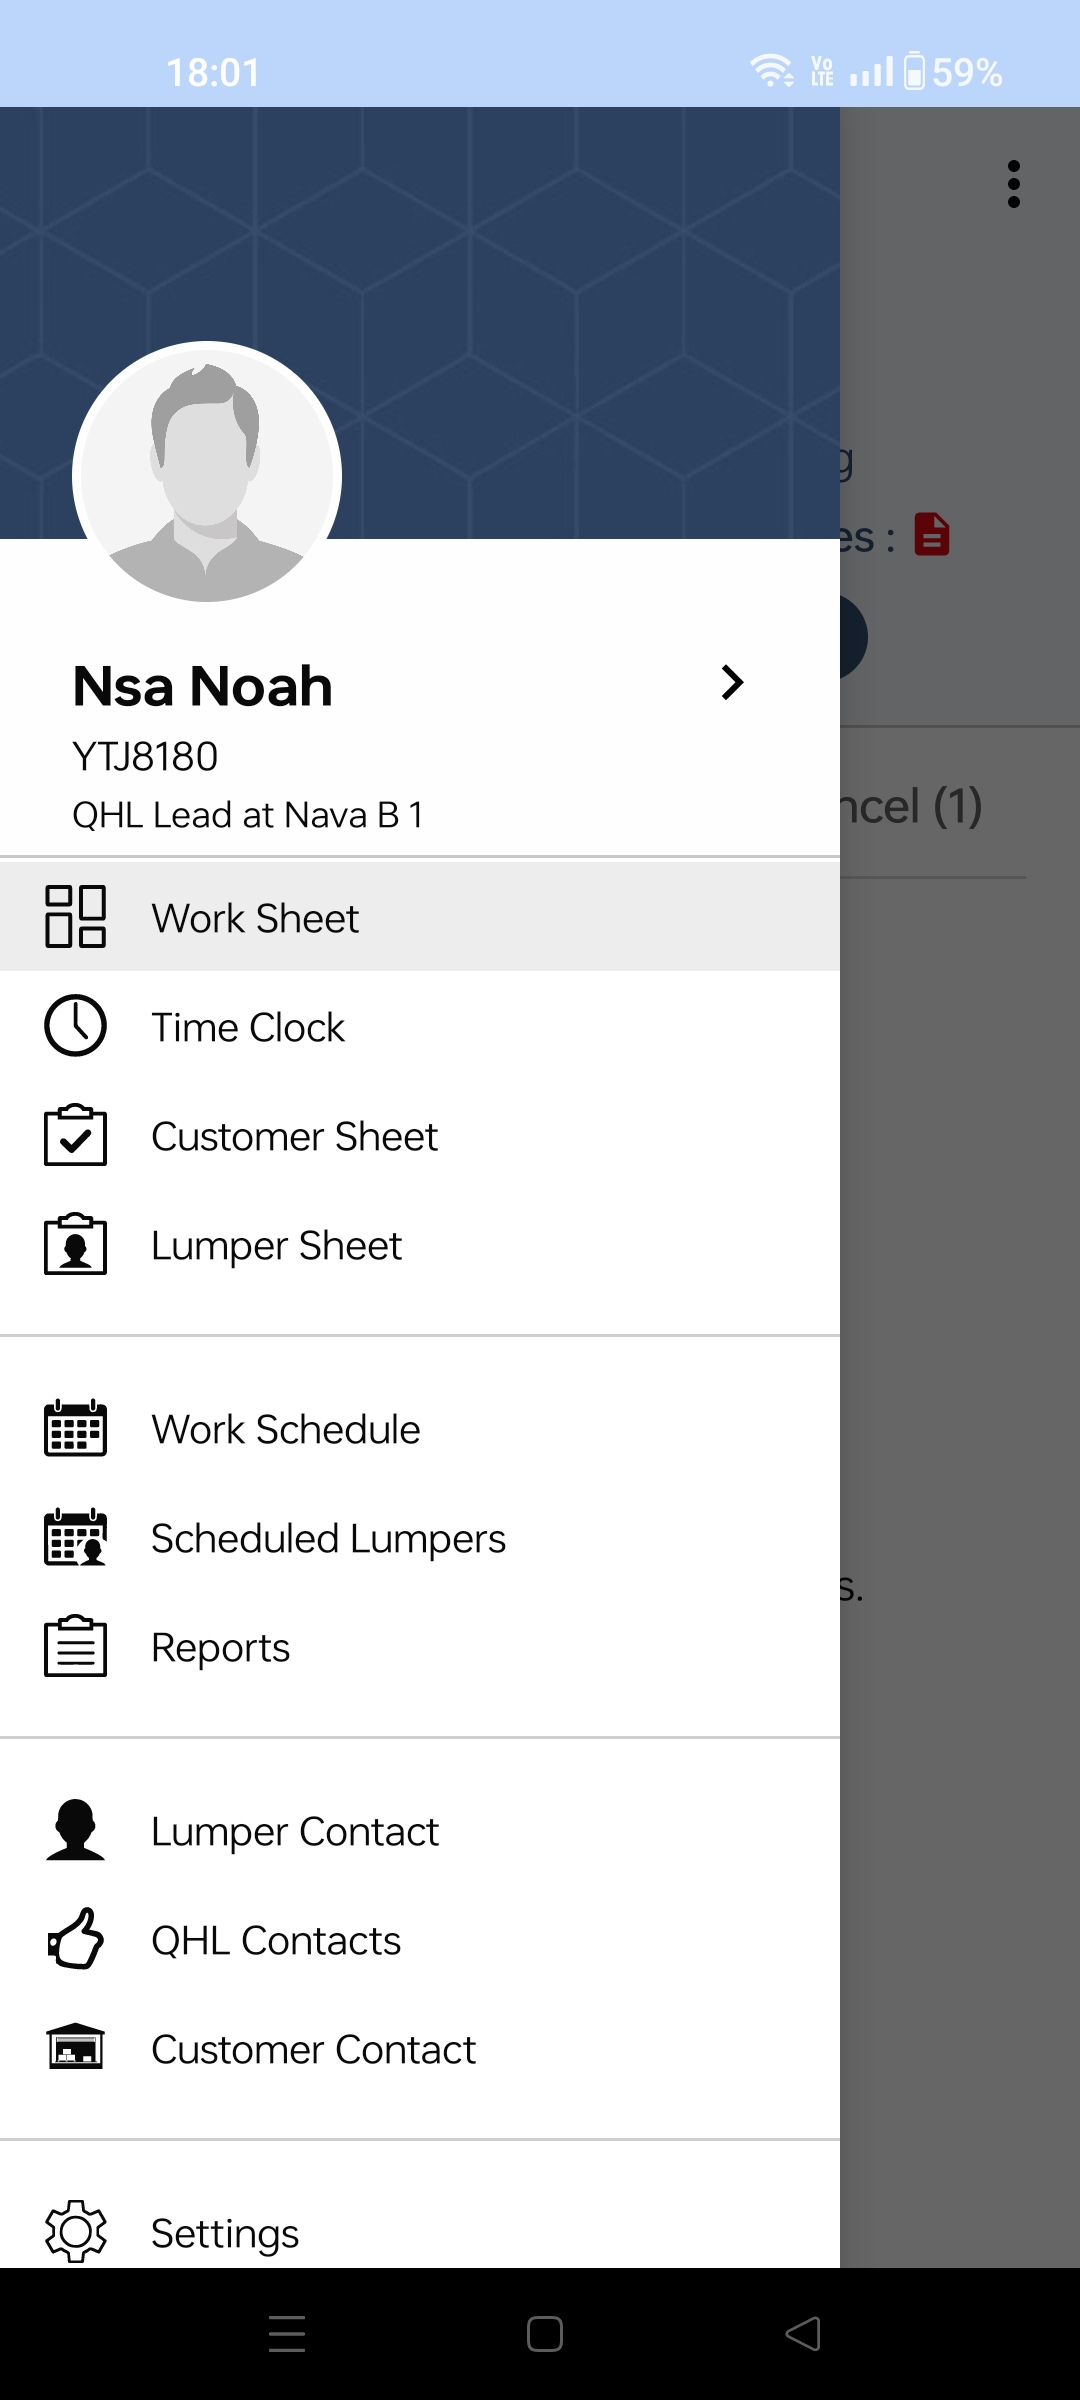 18:01
Vo
LTE
59%
Nsa Noah
YTJ8180
QHL Lead at Nava B 1
es :
ncel (1)
Work Sheet
Time Clock
Customer Sheet
Lumper Sheet
Work Schedule
Scheduled Lumpers
s.
Reports
Lumper Contact
QHL Contacts
Customer Contact
Settings